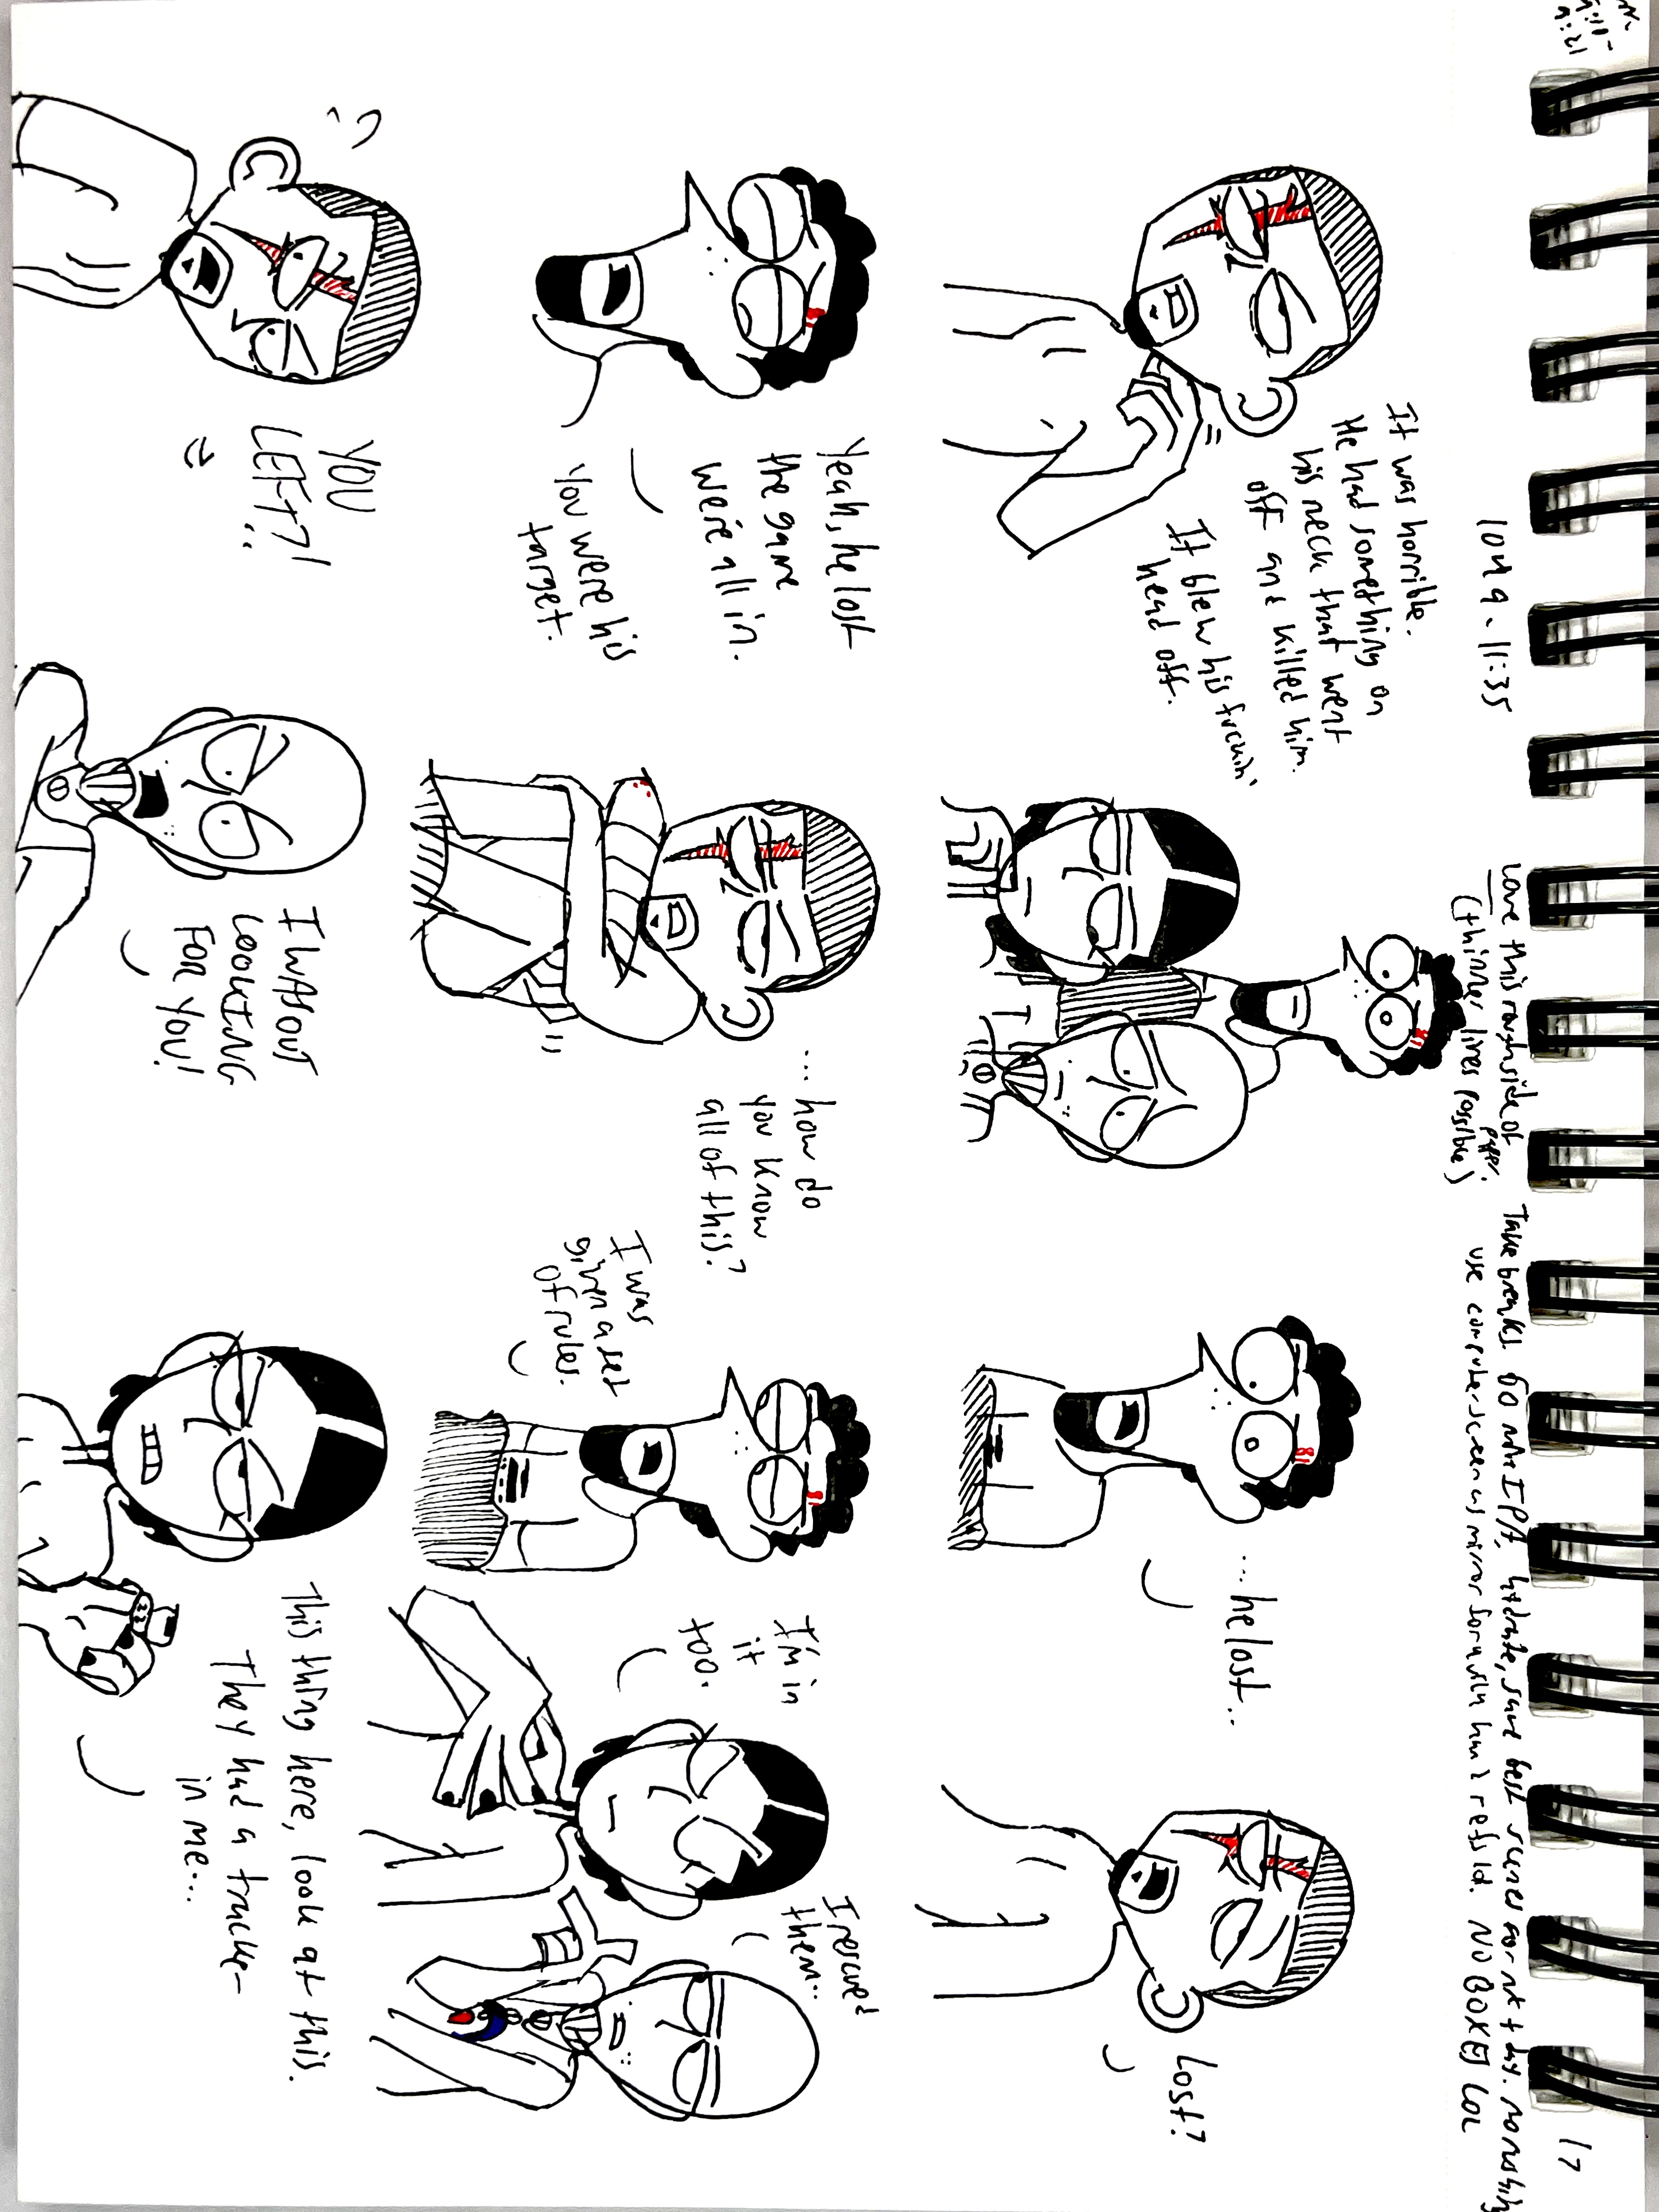 9:10-
9:21
17
1049. 11:35
Love this rough side of
paper.
(thinner lines possible)
Take breaks. 60 min IPA, hydrate, save best scenes for nxt day. no rushing
use computer screen as mirror for hand refs lol. NO BOXES LOL
It was horrible.
He had something on
his neck that went
off and killed him.
It blew his fuckin'
head off.
...he lost..
Lost?
Yeah, he lost
the game
we're all in.
You were his
target.
... how do
you know
all of this?
I was
given a set
of rules.
I'm in
it
too.
I rescued
them..
YOU
LEFT?!
I WAS OUT
LOOKING
FOR YOU!
This thing here, look at this.
They had a tracker
in me...